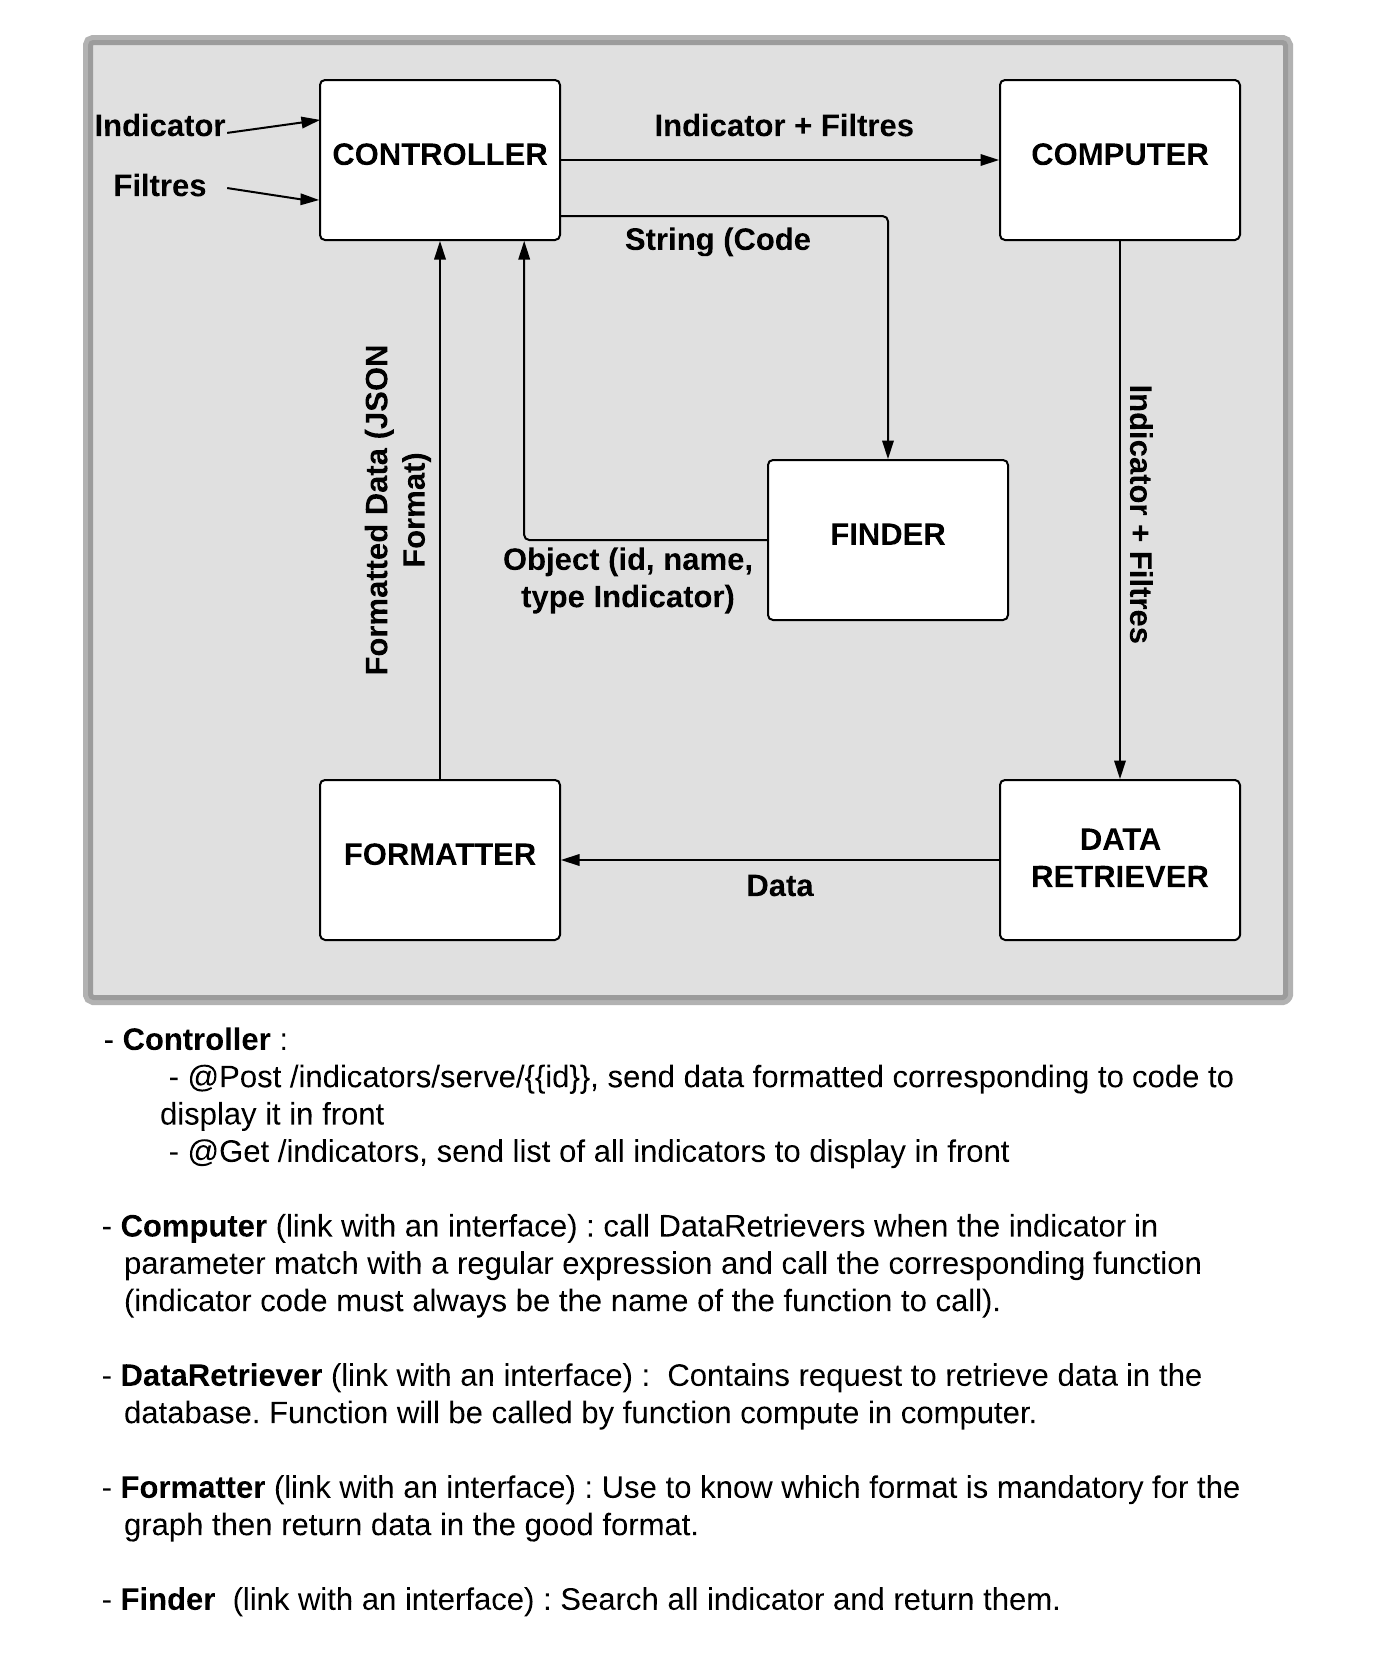 Indicator
Filtres
CONTROLLER
Indicator + Filtres
COMPUTER
String (Code
Formatted Data (JSON
Format)
Indicator + Filtres
FINDER
Object (id, name,
type Indicator)
FORMATTER
Data
DATA
RETRIEVER
- Controller :
- @Post /indicators/serve/{{id}}, send data formatted corresponding to code to
display it in front
- @Get /indicators, send list of all indicators to display in front
- Computer (link with an interface) : call DataRetrievers when the indicator in
parameter match with a regular expression and call the corresponding function
(indicator code must always be the name of the function to call).
- DataRetriever (link with an interface) :  Contains request to retrieve data in the
database. Function will be called by function compute in computer.
- Formatter (link with an interface) : Use to know which format is mandatory for the
graph then return data in the good format.
- Finder  (link with an interface) : Search all indicator and return them.